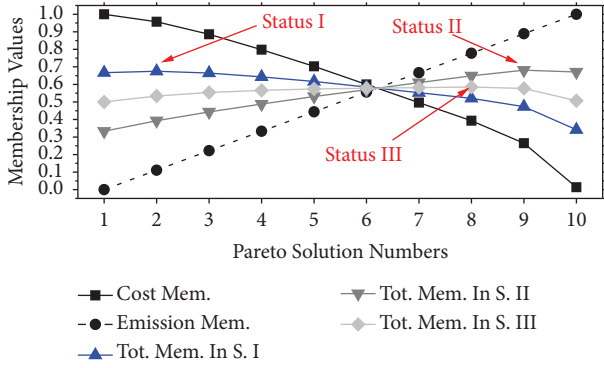 Membership Values
1.0
0.9
0.8
0.7
0.6
0.5
0.4
0.3
0.2
0.1
0.0
Status I
Status II
Status III
1 2 3 4 5 6 7 8 9 10
Pareto Solution Numbers
Cost Mem.
Emission Mem.
Tot. Mem. In S. I
Tot. Mem. In S. II
Tot. Mem. In S. III